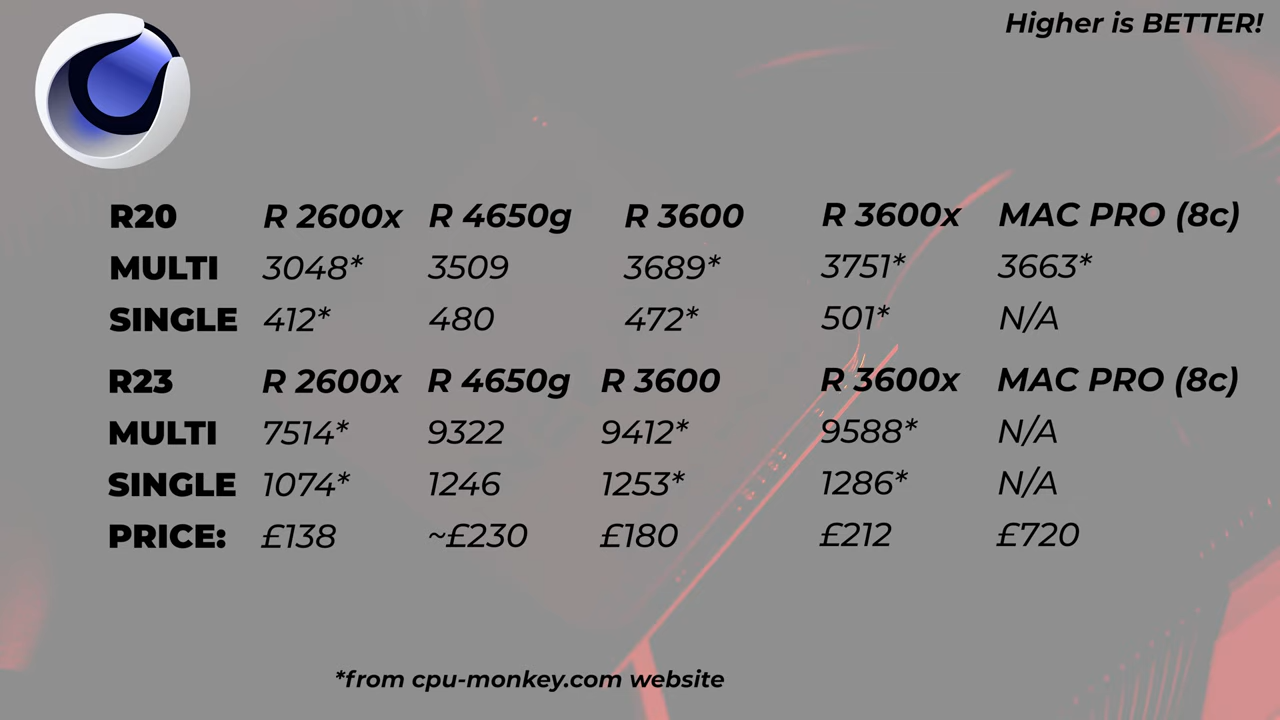 Higher is BETTER!
R20 R 2600x R 4650g R 3600 R 3600x MAC PRO (8c)
MULTI 3048* 3509 3689* 3751* 3663*
SINGLE 412* 480 472* 501* N/A
R23 R 2600x R 4650g R 3600 R 3600x MAC PRO (8c)
MULTI 7514* 9322 9412* 9588* N/A
SINGLE 1074* 1246 1253* 1286* N/A
PRICE: £138 ~£230 £180 £212 £720
*from cpu-monkey.com website